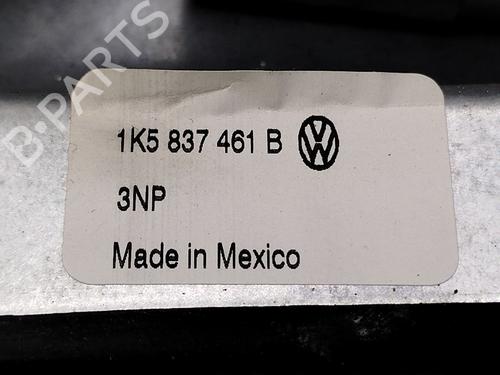 B-PARTS
1K5 837 461 B
3NP
Made in Mexico